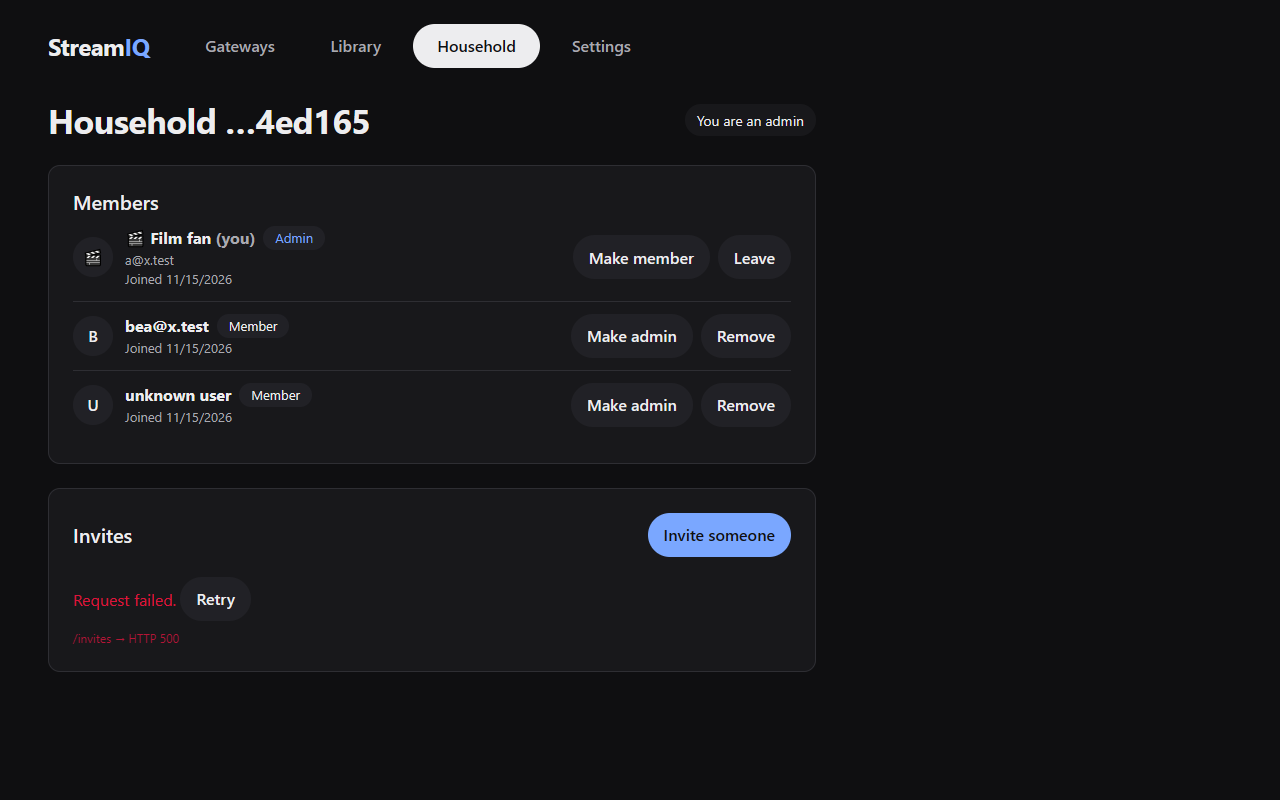 StreamIQ Gateways Library Household Settings
Household …4ed165 You are an admin
Members
🎬 🎬 Film fan (you) Admin Make member Leave
a@x.test
Joined 11/15/2026
B bea@x.test Member Make admin Remove
Joined 11/15/2026
U unknown user Member Make admin Remove
Joined 11/15/2026
Invites Invite someone
Request failed. Retry
/invites → HTTP 500